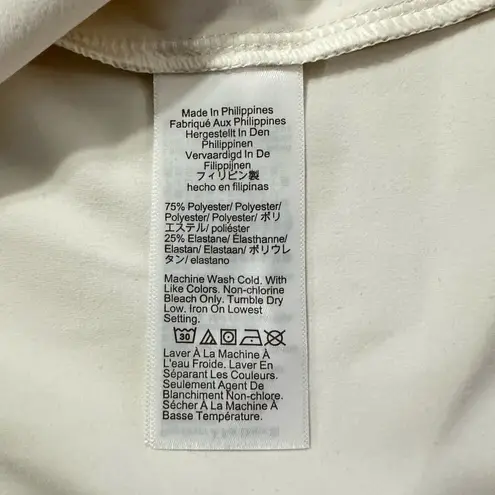 Made In Philippines
Fabriqué Aux Philippines
Hergestellt In Den
Philippinen
Vervaardigd In De
Filippijnen
フィリピン製
hecho en filipinas
75% Polyester/ Polyester/
Polyester/ Polyester/ ポリ
エステル/ poliéster
25% Elastane/ Élasthanne/
Elastan/ Elastaan/ ポリウレ
タン/ elastano
Machine Wash Cold. With
Like Colors. Non-chlorine
Bleach Only. Tumble Dry
Low. Iron On Lowest
Setting.
30
Laver À La Machine À
L'eau Froide. Laver En
Séparant Les Couleurs.
Seulement Agent De
Blanchiment Non-chlore.
Sécher À La Machine À
Basse Température.